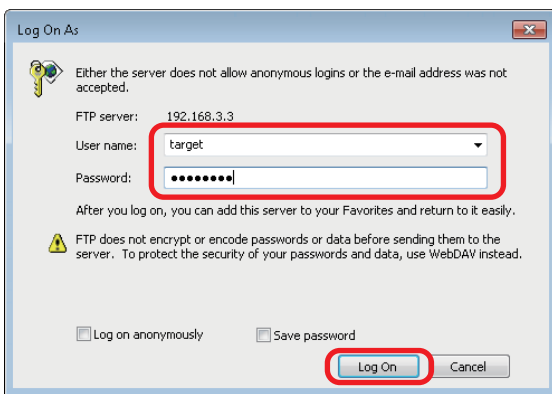 Log On As
Either the server does not allow anonymous logins or the e-mail address was not
accepted.
FTP server: 192.168.3.3
User name: target
Password: ●●●●●●●●
After you log on, you can add this server to your Favorites and return to it easily.
FTP does not encrypt or encode passwords or data before sending them to the
server. To protect the security of your passwords and data, use WebDAV instead.
Log on anonymously Save password
Log On Cancel